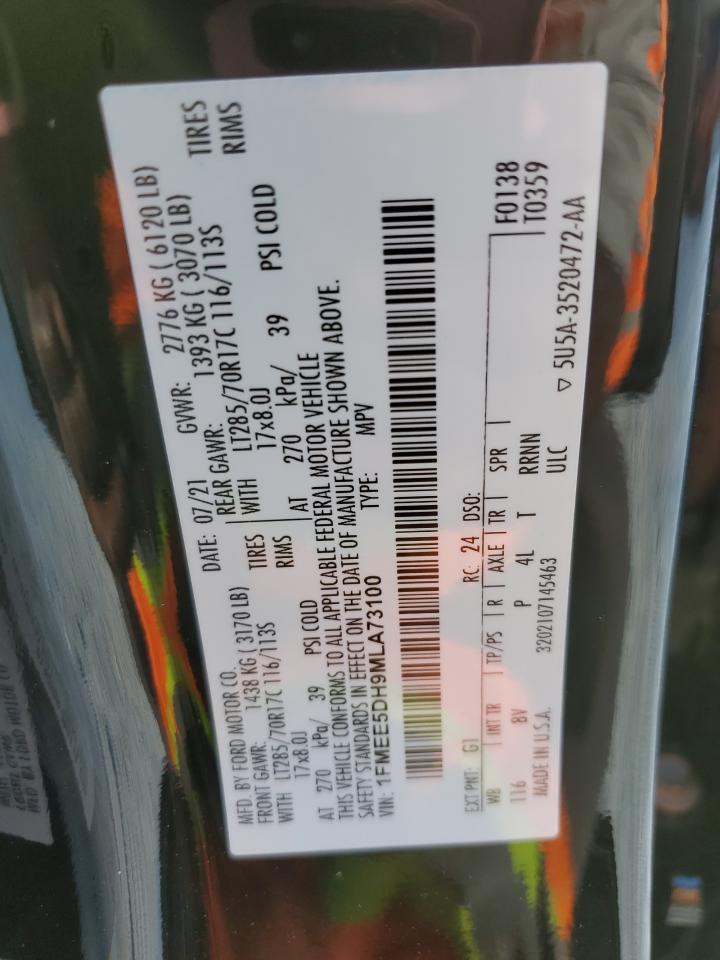 MFD. BY FORD MOTOR CO. DATE: 07/21 GVWR: 2776 KG ( 6120 LB)
FRONT GAWR: 1438 KG ( 3170 LB) REAR GAWR: 1393 KG ( 3070 LB)
WITH LT285/70R17C 116/113S TIRES WITH LT285/70R17C 116/113S TIRES
17x8.0J RIMS 17x8.0J RIMS
AT 270 kPa/ 39 PSI COLD AT 270 kPa/ 39 PSI COLD
THIS VEHICLE CONFORMS TO ALL APPLICABLE FEDERAL MOTOR VEHICLE
SAFETY STANDARDS IN EFFECT ON THE DATE OF MANUFACTURE SHOWN ABOVE.
VIN: 1FMEE5DH9MLA73100 TYPE: MPV
EXT PNT: G1 RC: 24 DSO: F0138
WB INT TR TP/PS R AXLE TR SPR T0359
116 8V P 4L T RRNN
MADE IN U.S.A. 3202107145463 ULC
▽ 5U5A-3520472-AA